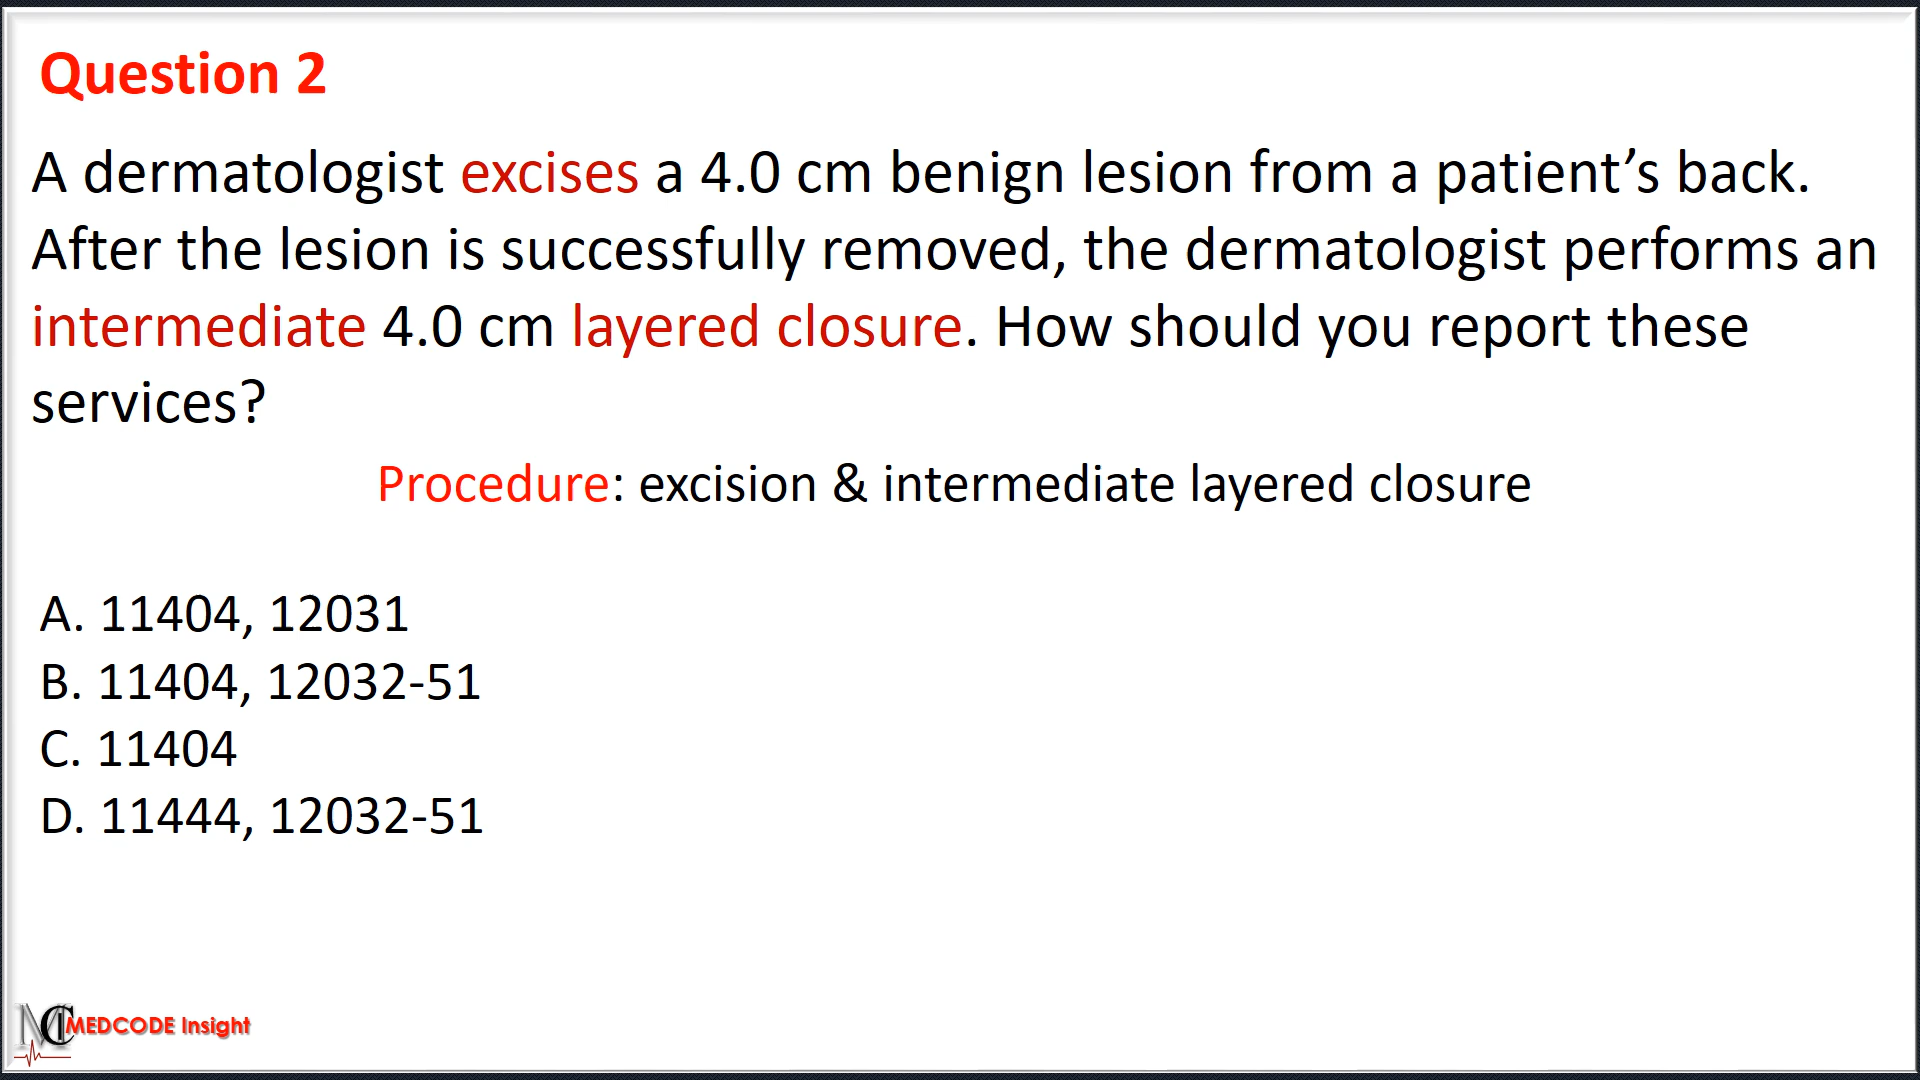 Question 2
A dermatologist excises a 4.0 cm benign lesion from a patient’s back.
After the lesion is successfully removed, the dermatologist performs an
intermediate 4.0 cm layered closure. How should you report these
services?
Procedure: excision & intermediate layered closure
A. 11404, 12031
B. 11404, 12032-51
C. 11404
D. 11444, 12032-51
MCI MEDCODE Insight